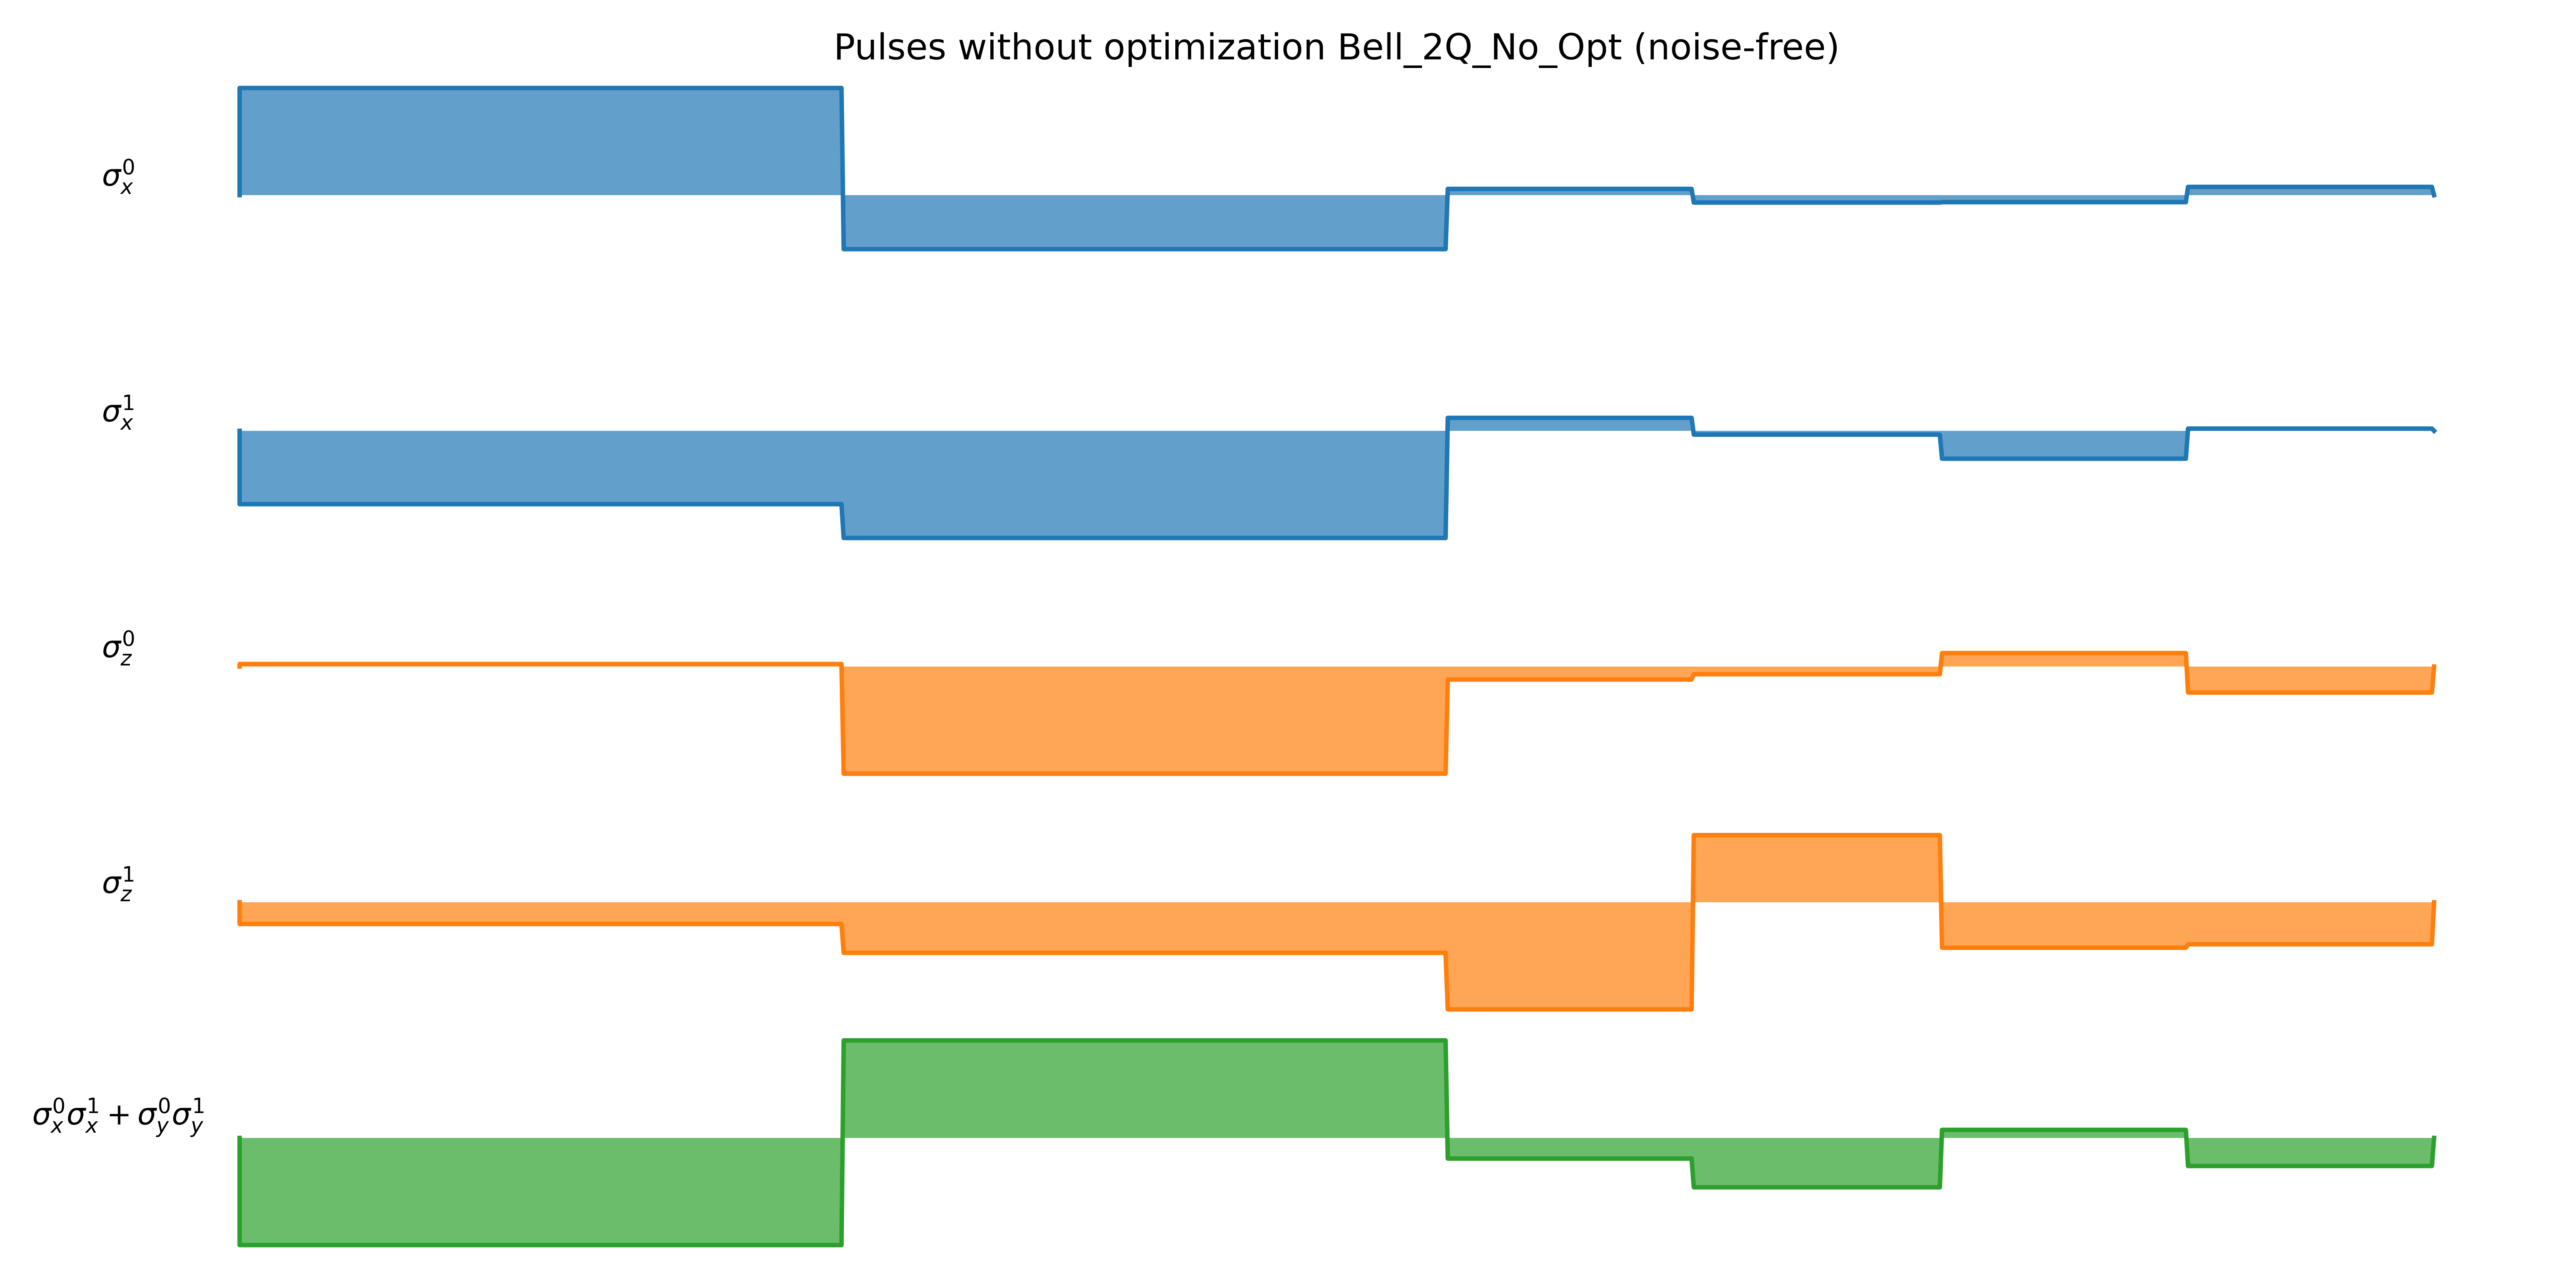 Pulses without optimization Bell_2Q_No_Opt (noise-free)
σ_x^0
σ_x^1
σ_z^0
σ_z^1
σ_x^0σ_x^1 + σ_y^0σ_y^1